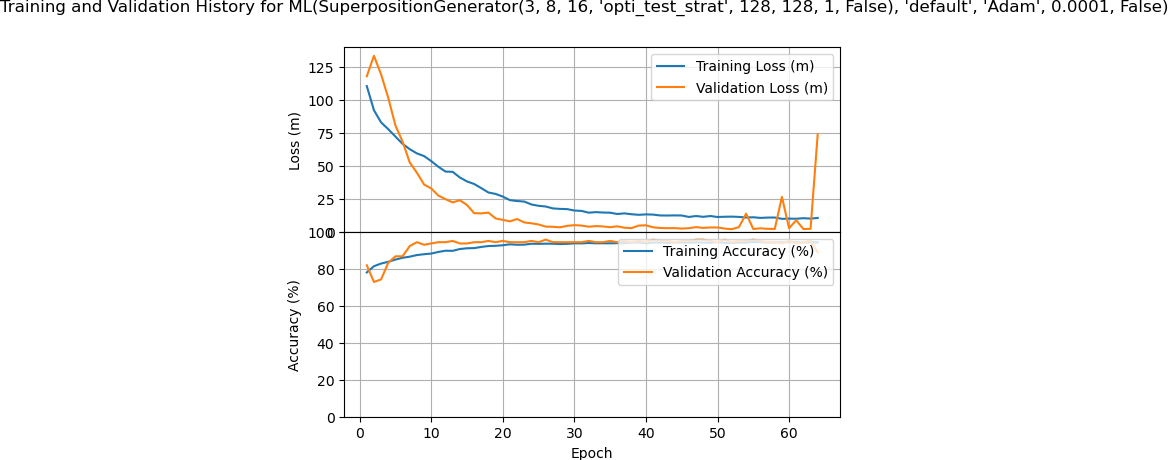 Training and Validation History for ML(SuperpositionGenerator(3, 8, 16, 'opti_test_strat', 128, 128, 1, False), 'default', 'Adam', 0.0001, False)
Loss (m)
125
100
75
50
25
0
Training Loss (m)
Validation Loss (m)
Accuracy (%)
100
80
60
40
20
0
Training Accuracy (%)
Validation Accuracy (%)
0 10 20 30 40 50 60
Epoch